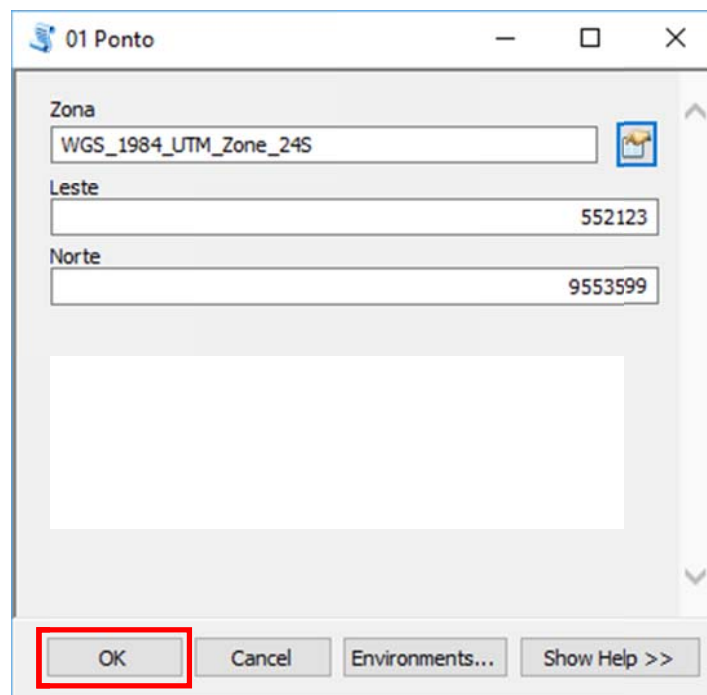 01 Ponto
Zona
WGS_1984_UTM_Zone_24S
Leste
552123
Norte
9553599
OK Cancel Environments... Show Help >>